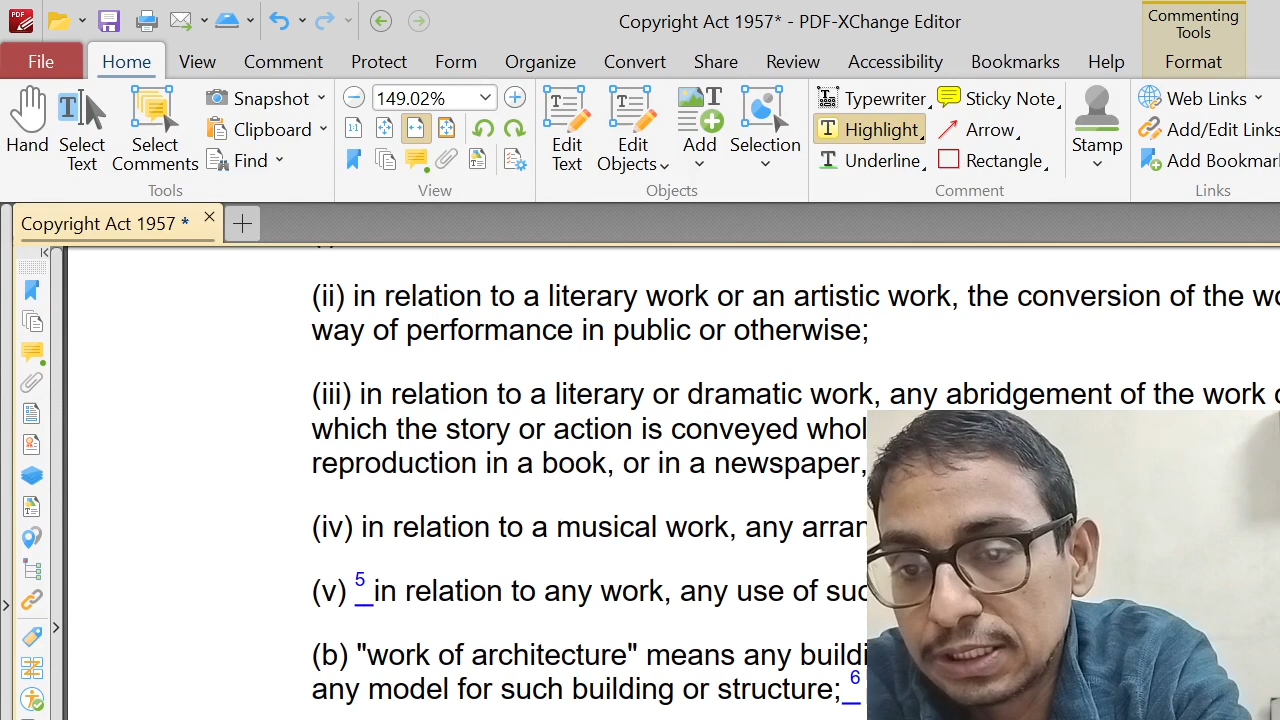 Copyright Act 1957* - PDF-XChange Editor
Commenting Tools
File Home View Comment Protect Form Organize Convert Share Review Accessibility Bookmarks Help Format
Hand
Select Text
Select Comments
Snapshot
Clipboard
Find
Tools
149.02%
1:1
View
Edit Text
Edit Objects
Add
Selection
Objects
Typewriter
Highlight
Underline
Sticky Note
Arrow
Rectangle
Stamp
Comment
Web Links
Add/Edit Links
Add Bookmar
Links
Copyright Act 1957 *
(ii) in relation to a literary work or an artistic work, the conversion of the
way of performance in public or otherwise;
(iii) in relation to a literary or dramatic work, any abridgement of the work
which the story or action is conveyed
reproduction in a book, or in a newspaper,
(iv) in relation to a musical work, any
(v) 5 in relation to any work, any use of
(b) "work of architecture" means any
any model for such building or structure; 6